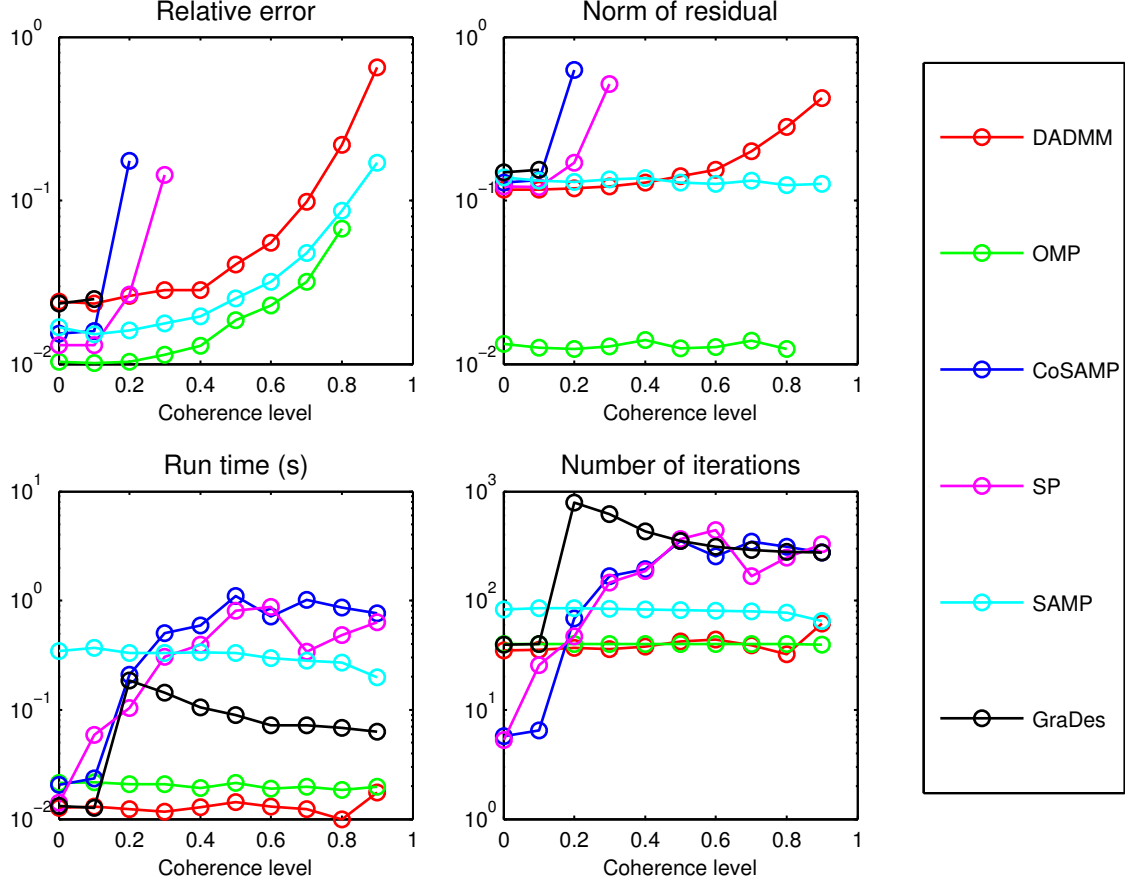 Relative error
10^0
10^-1
10^-2
0 0.2 0.4 0.6 0.8 1
Coherence level
Norm of residual
10^0
10^-1
10^-2
0 0.2 0.4 0.6 0.8 1
Coherence level
Run time (s)
10^1
10^0
10^-1
10^-2
0 0.2 0.4 0.6 0.8 1
Coherence level
Number of iterations
10^3
10^2
10^1
10^0
0 0.2 0.4 0.6 0.8 1
Coherence level
DADMM
OMP
CoSAMP
SP
SAMP
GraDes